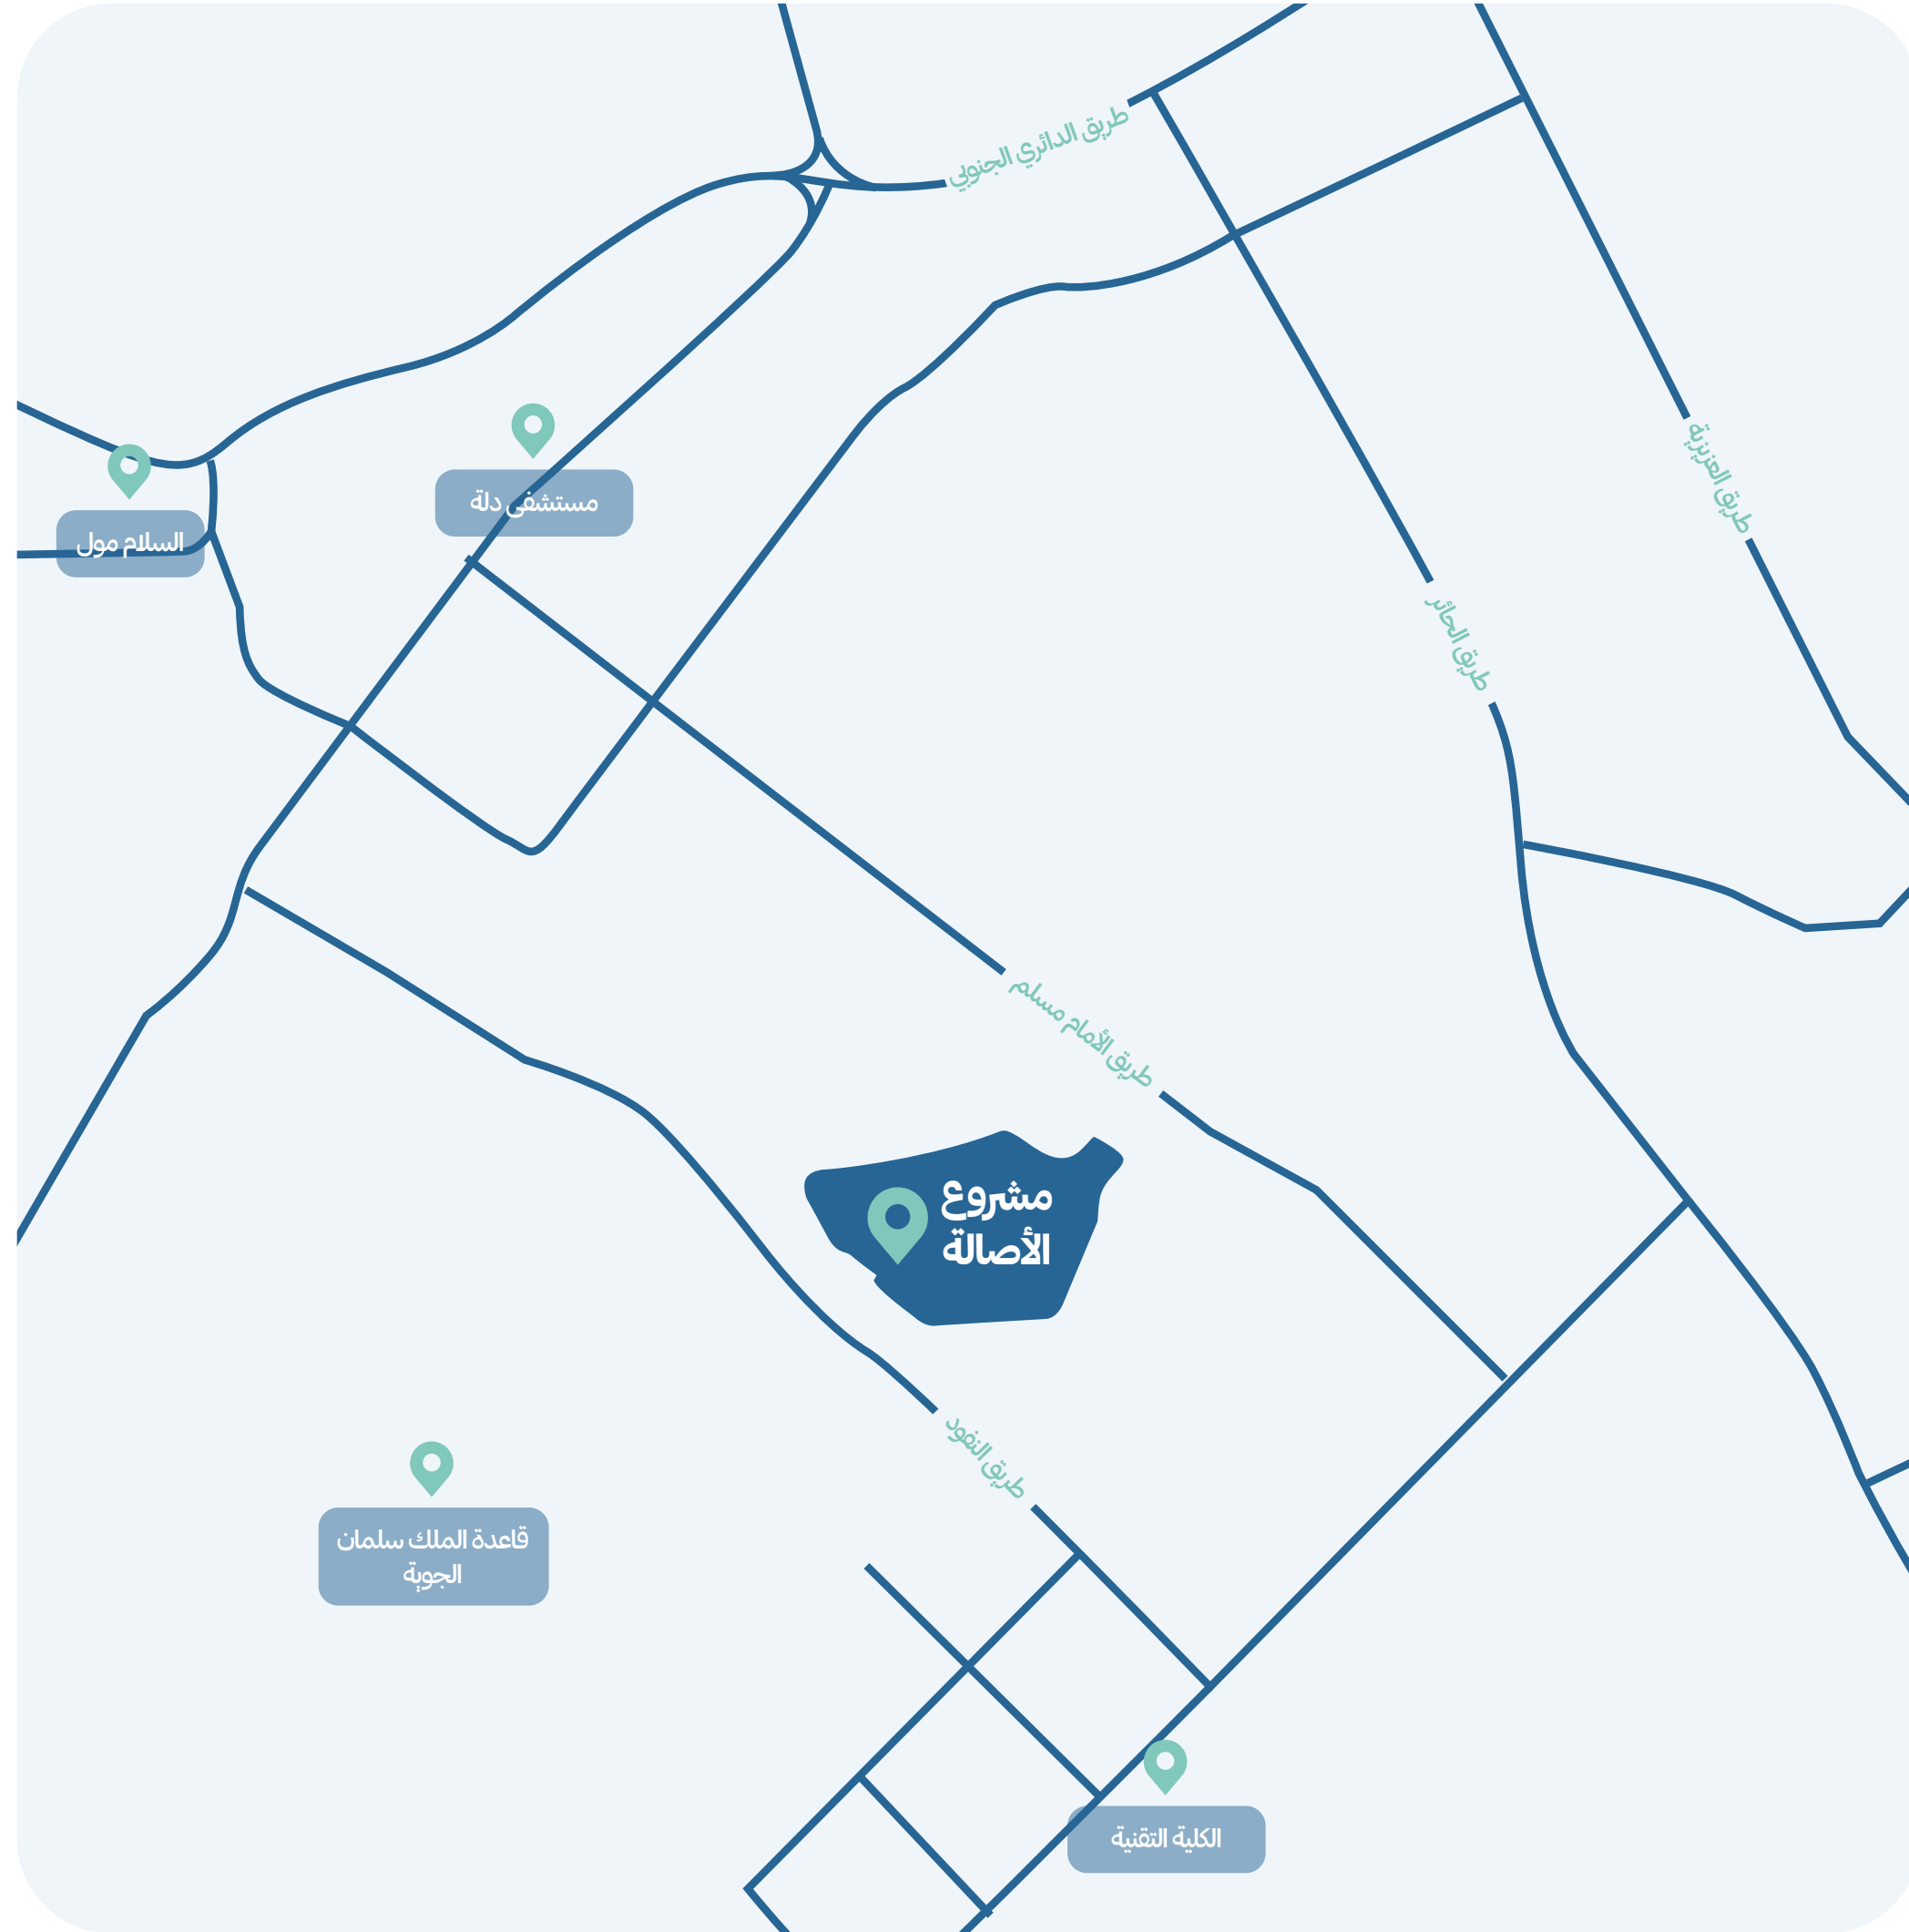 طريق الدائري الجنوبي
طريق العزيزية
مستشفى دلة
السلام مول
طريق الحائر
طريق الأمام مسلم
مشروع
الأصالة
طريق النفود
قاعدة الملك سلمان
الجوية
الكلية التقنية